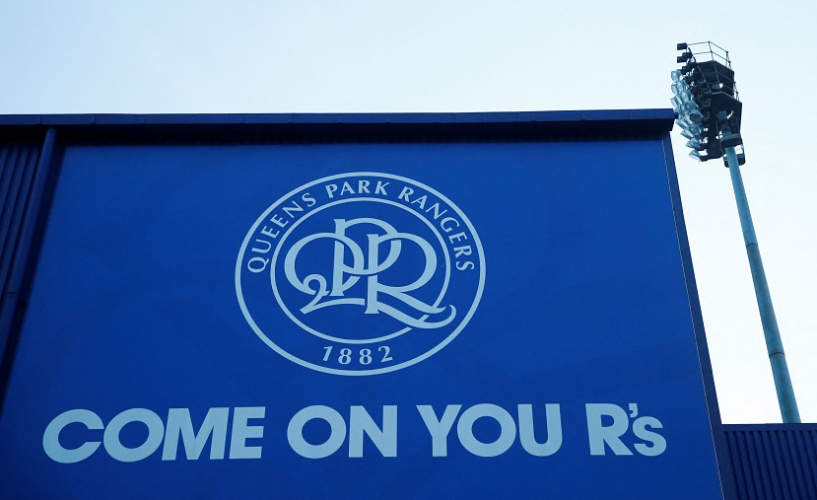 QUEENS PARK RANGERS
QPR
1882
COME ON YOU R's